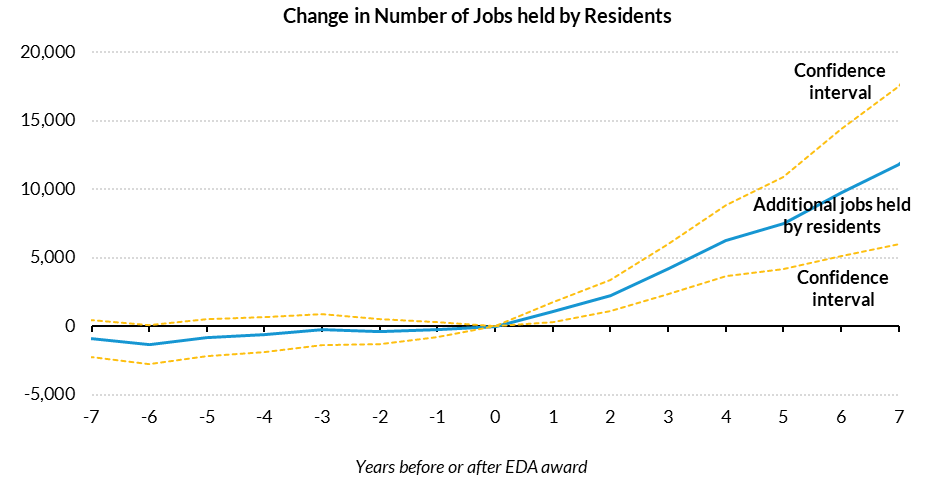 Change in Number of Jobs held by Residents
20,000
Confidence
interval
15,000
10,000
Additional jobs held
by residents
5,000
Confidence
interval
0
-5,000
-7 -6 -5 -4 -3 -2 -1 0 1 2 3 4 5 6 7
Years before or after EDA award